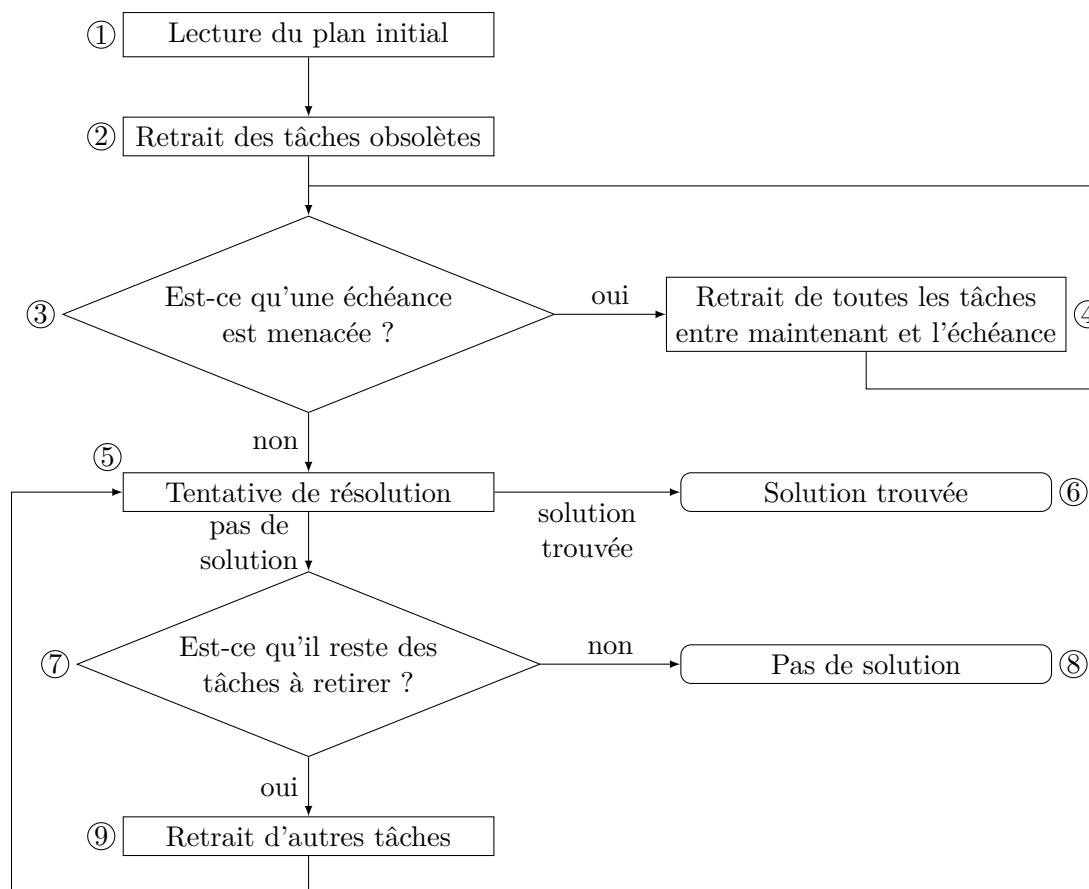 ① Lecture du plan initial
② Retrait des tâches obsolètes
③ Est-ce qu'une échéance
est menacée ?
oui
Retrait de toutes les tâches
entre maintenant et l'échéance
④
non
⑤
Tentative de résolution
pas de
solution
solution
trouvée
Solution trouvée ⑥
⑦ Est-ce qu'il reste des
tâches à retirer ?
non
Pas de solution ⑧
oui
⑨ Retrait d'autres tâches